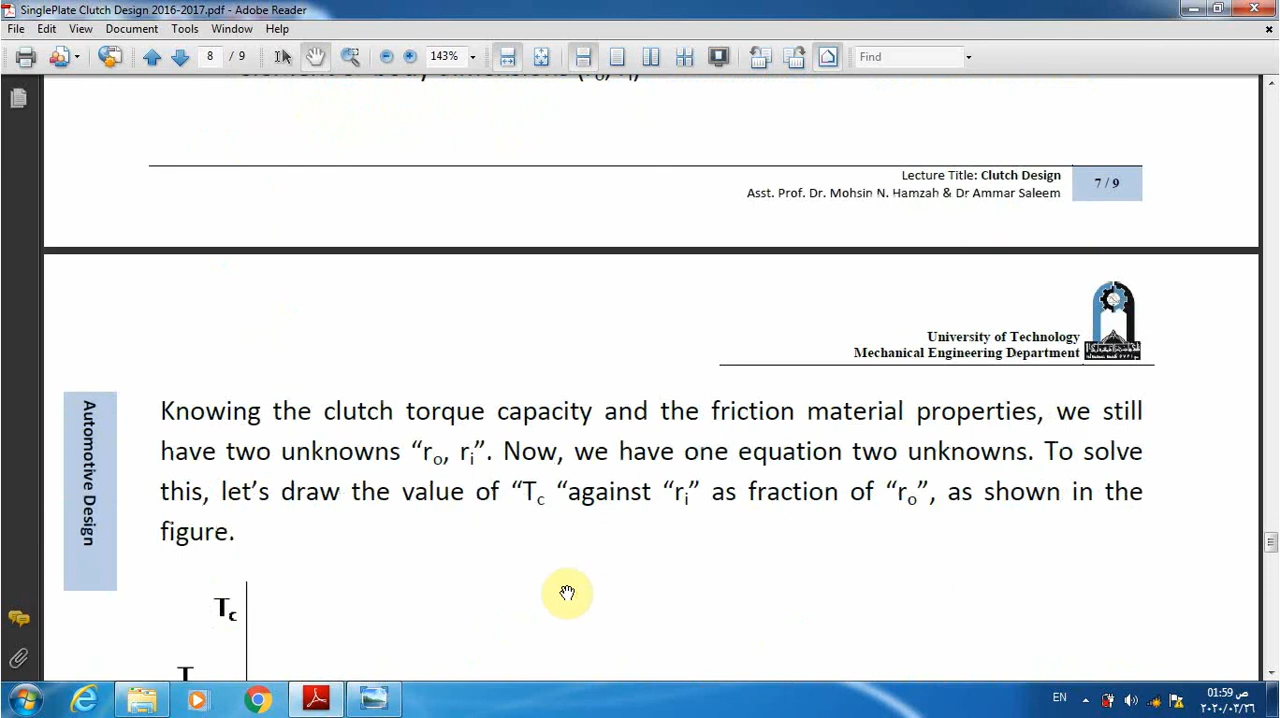 SinglePlate Clutch Design 2016-2017.pdf - Adobe Reader
File Edit View Document Tools Window Help
8 / 9 143% Find
Lecture Title: Clutch Design
7 / 9
Asst. Prof. Dr. Mohsin N. Hamzah & Dr Ammar Saleem
University of Technology
Mechanical Engineering Department
Automotive Design
Knowing the clutch torque capacity and the friction material properties, we still
have two unknowns “ro, ri”. Now, we have one equation two unknowns. To solve
this, let’s draw the value of “Tc “against “ri” as fraction of “ro”, as shown in the
figure.
Tc
EN
01:59 ص
٢٠٢٠/٠٣/٢٦